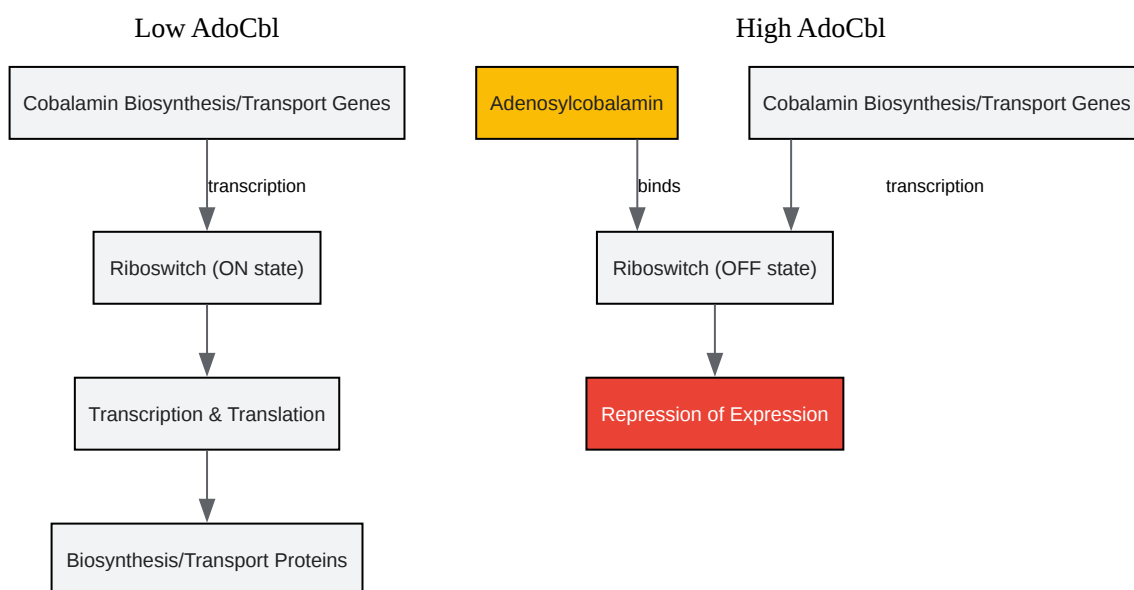 Low AdoCbl
High AdoCbl
Cobalamin Biosynthesis/Transport Genes
Adenosylcobalamin
Cobalamin Biosynthesis/Transport Genes
transcription
binds
transcription
Riboswitch (ON state)
Riboswitch (OFF state)
Transcription & Translation
Repression of Expression
Biosynthesis/Transport Proteins